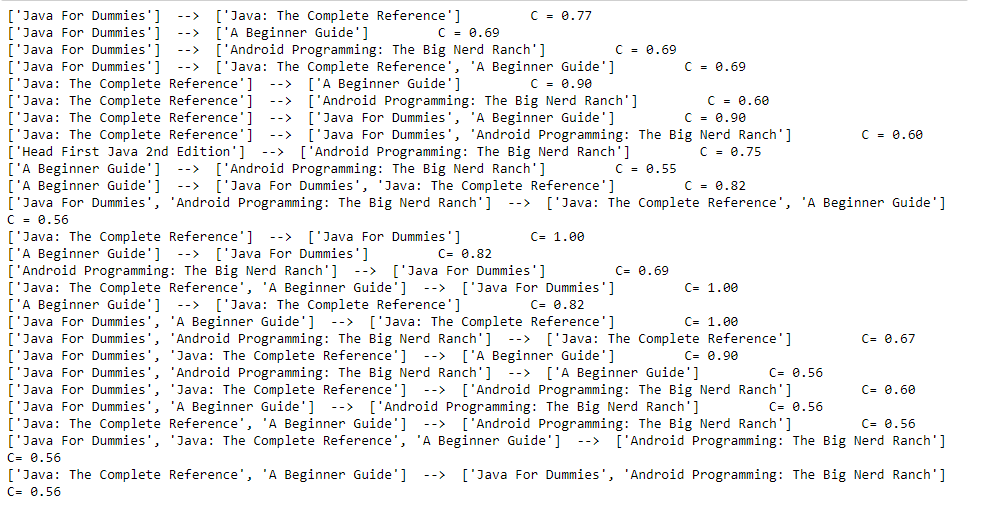 ['Java For Dummies']  -->  ['Java: The Complete Reference']         C = 0.77
['Java For Dummies']  -->  ['A Beginner Guide']         C = 0.69
['Java For Dummies']  -->  ['Android Programming: The Big Nerd Ranch']         C = 0.69
['Java For Dummies']  -->  ['Java: The Complete Reference', 'A Beginner Guide']         C = 0.69
['Java: The Complete Reference']  -->  ['A Beginner Guide']         C = 0.90
['Java: The Complete Reference']  -->  ['Android Programming: The Big Nerd Ranch']         C = 0.60
['Java: The Complete Reference']  -->  ['Java For Dummies', 'A Beginner Guide']         C = 0.90
['Java: The Complete Reference']  -->  ['Java For Dummies', 'Android Programming: The Big Nerd Ranch']         C = 0.60
['Head First Java 2nd Edition']  -->  ['Android Programming: The Big Nerd Ranch']         C = 0.75
['A Beginner Guide']  -->  ['Android Programming: The Big Nerd Ranch']         C = 0.55
['A Beginner Guide']  -->  ['Java For Dummies', 'Java: The Complete Reference']         C = 0.82
['Java For Dummies', 'Android Programming: The Big Nerd Ranch']  -->  ['Java: The Complete Reference', 'A Beginner Guide']
C = 0.56
['Java: The Complete Reference']  -->  ['Java For Dummies']         C= 1.00
['A Beginner Guide']  -->  ['Java For Dummies']         C= 0.82
['Android Programming: The Big Nerd Ranch']  -->  ['Java For Dummies']         C= 0.69
['Java: The Complete Reference', 'A Beginner Guide']  -->  ['Java For Dummies']         C= 1.00
['A Beginner Guide']  -->  ['Java: The Complete Reference']         C= 0.82
['Java For Dummies', 'A Beginner Guide']  -->  ['Java: The Complete Reference']         C= 1.00
['Java For Dummies', 'Android Programming: The Big Nerd Ranch']  -->  ['Java: The Complete Reference']         C= 0.67
['Java For Dummies', 'Java: The Complete Reference']  -->  ['A Beginner Guide']         C= 0.90
['Java For Dummies', 'Android Programming: The Big Nerd Ranch']  -->  ['A Beginner Guide']         C= 0.56
['Java For Dummies', 'Java: The Complete Reference']  -->  ['Android Programming: The Big Nerd Ranch']         C= 0.60
['Java For Dummies', 'A Beginner Guide']  -->  ['Android Programming: The Big Nerd Ranch']         C= 0.56
['Java: The Complete Reference', 'A Beginner Guide']  -->  ['Android Programming: The Big Nerd Ranch']         C= 0.56
['Java For Dummies', 'Java: The Complete Reference', 'A Beginner Guide']  -->  ['Android Programming: The Big Nerd Ranch']
C= 0.56
['Java: The Complete Reference', 'A Beginner Guide']  -->  ['Java For Dummies', 'Android Programming: The Big Nerd Ranch']
C= 0.56